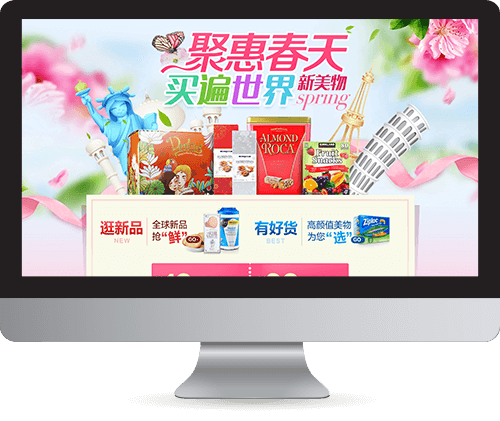 聚惠春天
买遍世界 新美物
spring
ALMOND
ROCA
KIRKLAND
Fruit
Snacks
逛新品
NEW
全球新品
抢“鲜”
GO
有好货
BEST
高颜值美物
为您“选”
GO
Ziploc